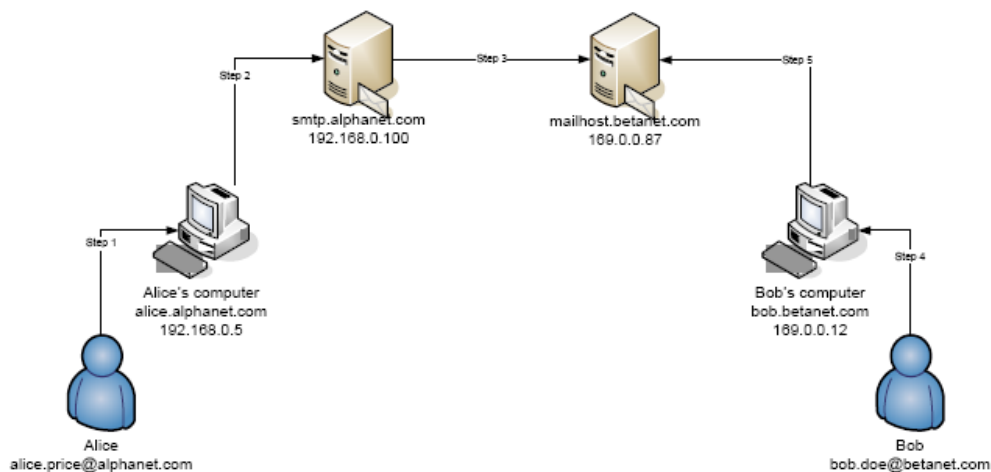 Step 2
Step 3
Step 5
smtp.alphanet.com
192.168.0.100
mailhost.betanet.com
169.0.0.87
Step 1
Step 4
Alice's computer
alice.alphanet.com
192.168.0.5
Bob's computer
bob.betanet.com
169.0.0.12
Alice
alice.price@alphanet.com
Bob
bob.doe@betanet.com